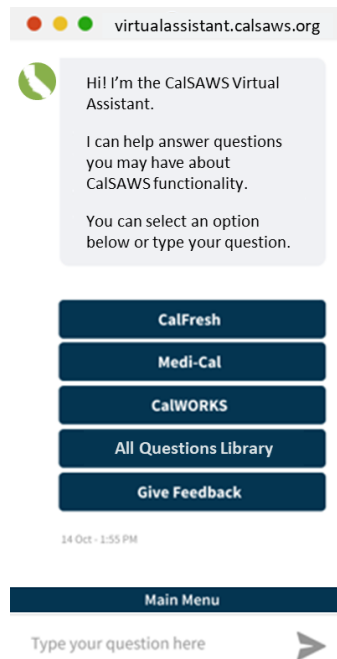 virtualassistant.calsaws.org
Hi! I'm the CalSAWS Virtual
Assistant.
I can help answer questions
you may have about
CalSAWS functionality.
You can select an option
below or type your question.
CalFresh
Medi-Cal
CalWORKS
All Questions Library
Give Feedback
14 Oct - 1:55 PM
Main Menu
Type your question here